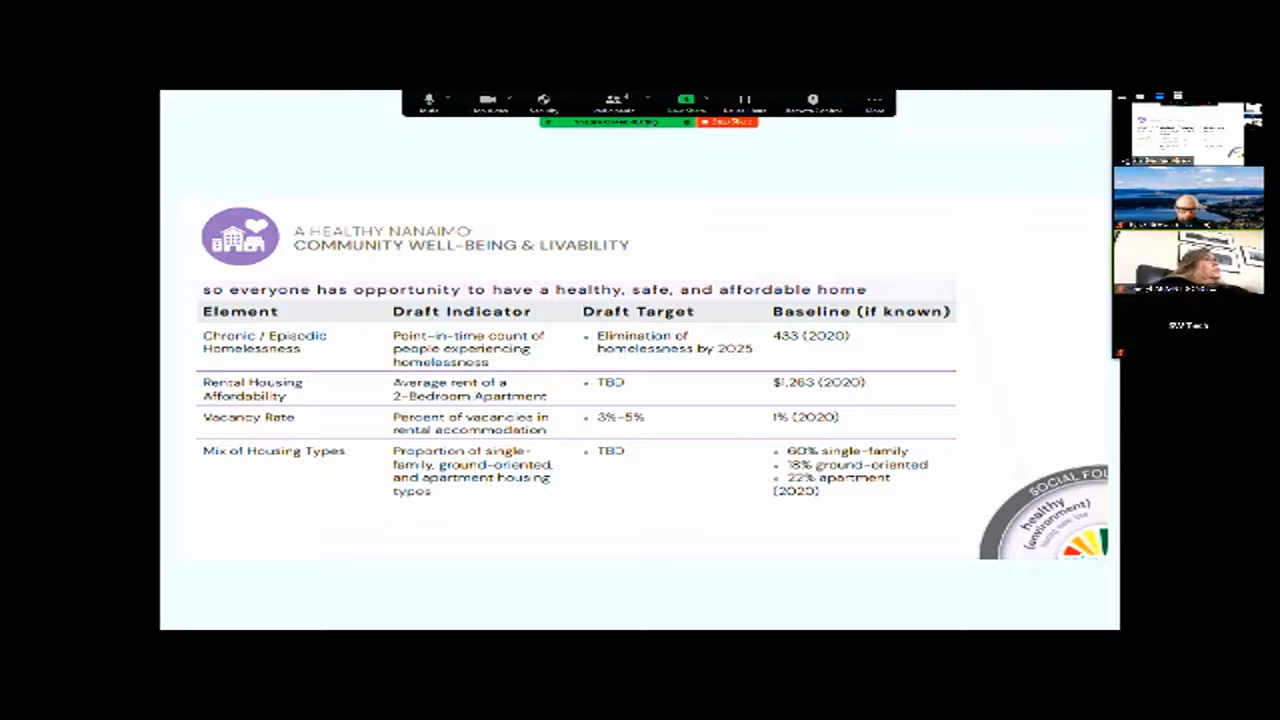 A HEALTHY NANAIMO
COMMUNITY WELL-BEING & LIVABILITY
so everyone has opportunity to have a healthy, safe, and affordable home
Element Draft Indicator Draft Target Baseline (if known)
Chronic / Episodic Point-in-time count of • Elimination of 433 (2020)
Homelessness people experiencing homelessness by 2025
homelessness
Rental Housing Average rent of a • TBD $1,263 (2020)
Affordability 2-Bedroom Apartment
Vacancy Rate Percent of vacancies in • 3%-5% 1% (2020)
rental accommodation
Mix of Housing Types Proportion of single- • TBD • 60% single-family
family, ground-oriented, • 18% ground-oriented
and apartment housing • 22% apartment
types (2020)
SOCIAL FOU
healthy
(environment)
SW Tech